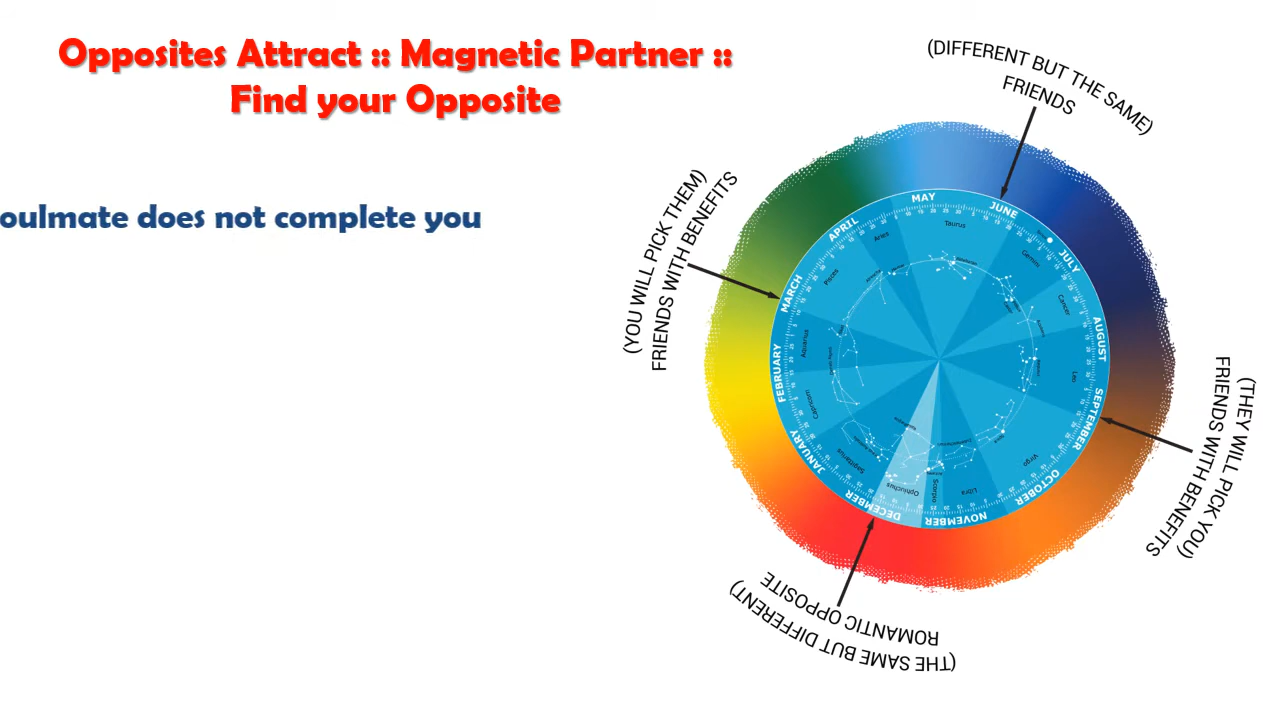 Opposites Attract :: Magnetic Partner ::
Find your Opposite
oulmate does not complete you
(DIFFERENT BUT THE SAME)
FRIENDS
(YOU WILL PICK THEM)
FRIENDS WITH BENEFITS
(THEY WILL PICK YOU)
FRIENDS WITH BENEFITS
ROMANTIC OPPOSITE
(THE SAME BUT DIFFERENT)
MAY
JUNE
JULY
AUGUST
SEPTEMBER
OCTOBER
NOVEMBER
DECEMBER
JANUARY
FEBRUARY
MARCH
APRIL
Taurus
Gemini
Cancer
Leo
Virgo
Libra
Scorpio
Ophiuchus
Sagittarius
Capricorn
Aquarius
Pisces
Aries